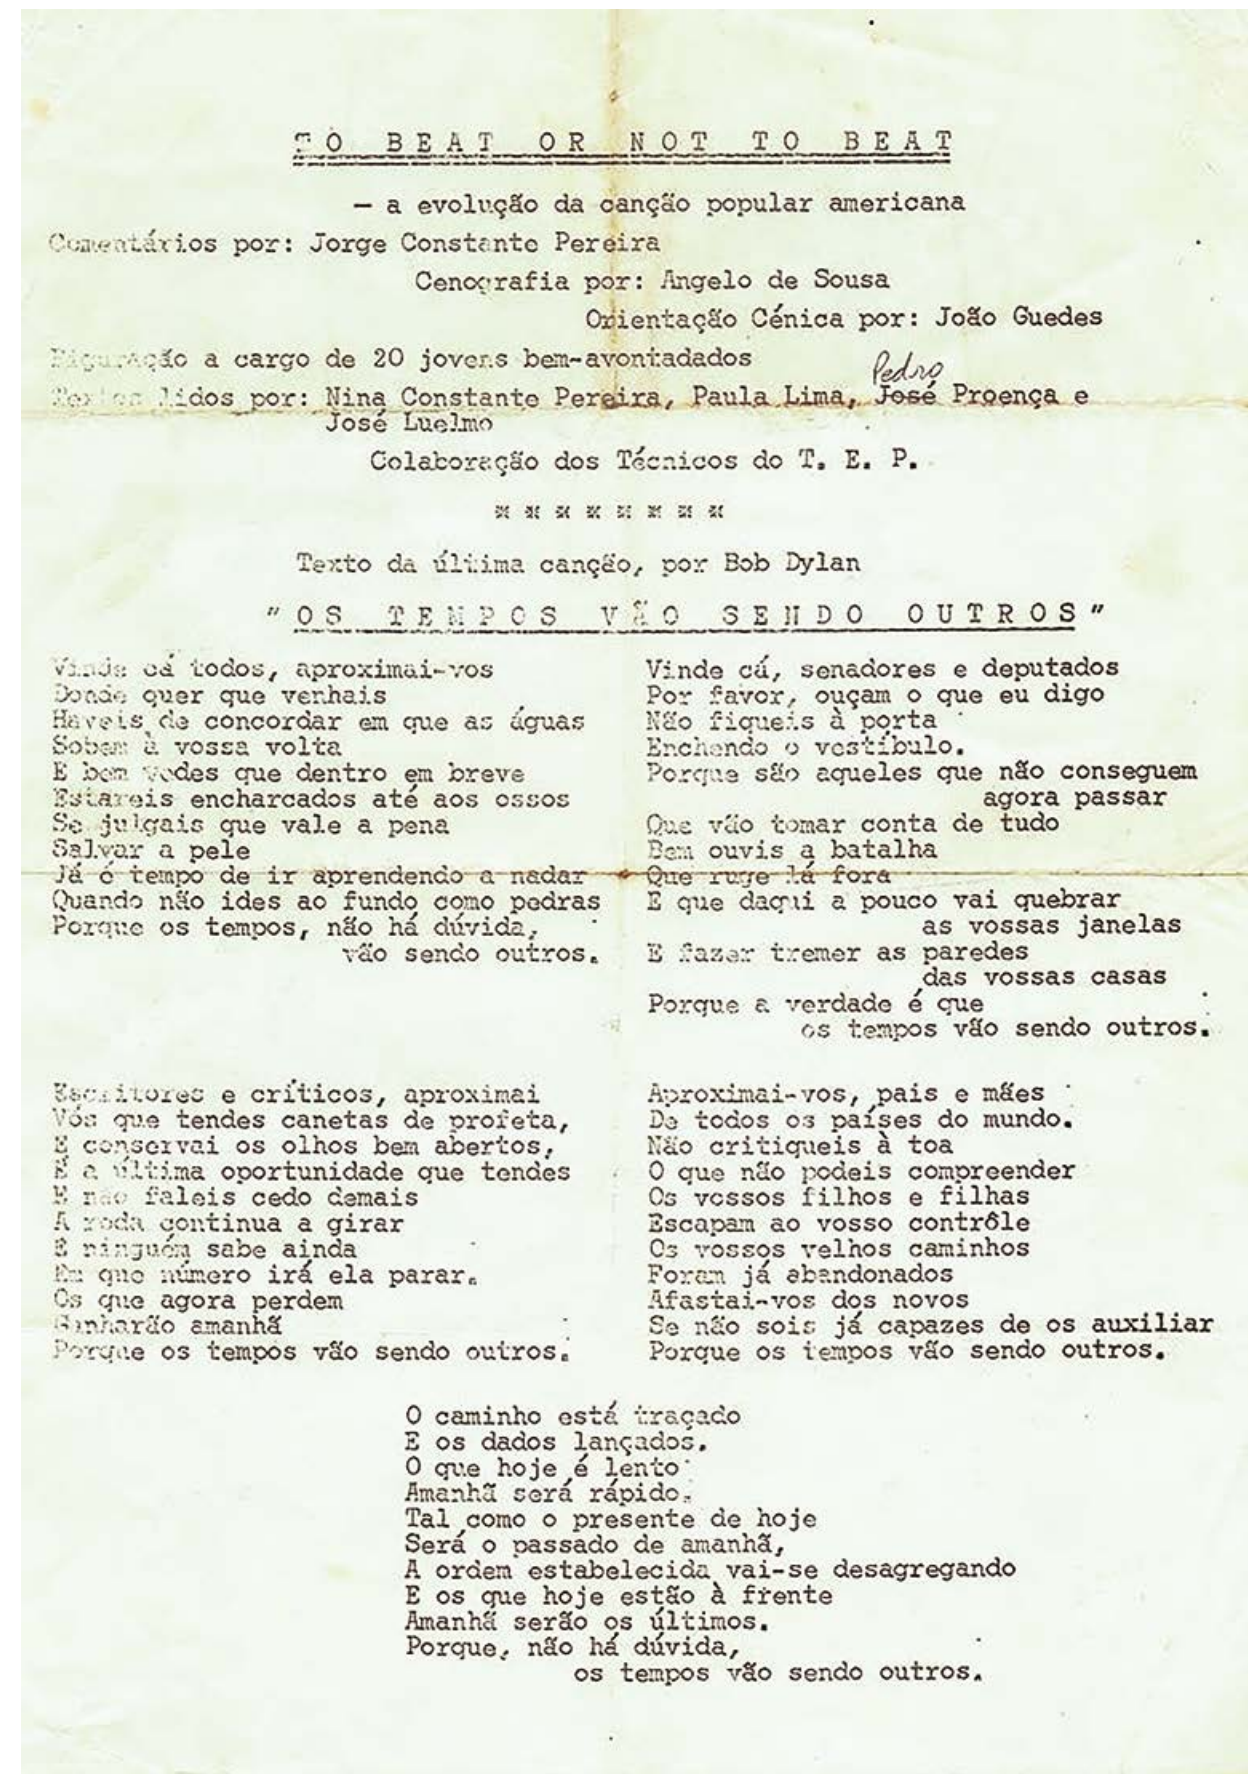 TO BEAT OR NOT TO BEAT
— a evolução da canção popular americana
Comentários por: Jorge Constante Pereira
Cenografia por: Angelo de Sousa
Orientação Cénica por: João Guedes
Figuração a cargo de 20 jovens bem-avontadados
Pedro
Textos lidos por: Nina Constante Pereira, Paula Lima, José Proença e
José Luelmo
Colaboração dos Técnicos do T. E. P.
* * * * * * * *
Texto da última canção, por Bob Dylan
"OS TEMPOS VÃO SENDO OUTROS"
Vinde cá todos, aproximai-vos
Donde quer que venhais
Haveis de concordar em que as águas
Sobem à vossa volta
E bem vedes que dentro em breve
Estareis encharcados até aos ossos
Se julgais que vale a pena
Salvar a pele
Já é tempo de ir aprendendo a nadar
Quando não ides ao fundo como pedras
Porque os tempos, não há dúvida,
vão sendo outros.
Vinde cá, senadores e deputados
Por favor, ouçam o que eu digo
Não fiqueis à porta
Enchendo o vestíbulo.
Porque são aqueles que não conseguem
agora passar
Que vão tomar conta de tudo
Bem ouvis a batalha
Que ruge lá fora
E que daqui a pouco vai quebrar
as vossas janelas
E fazer tremer as paredes
das vossas casas
Porque a verdade é que
os tempos vão sendo outros.
Escritores e críticos, aproximai
Vós que tendes canetas de profeta,
E conservai os olhos bem abertos,
É a última oportunidade que tendes
E não faleis cedo demais
A roda continua a girar
E ninguém sabe ainda
Em que número irá ela parar.
Os que agora perdem
Ganharão amanhã
Porque os tempos vão sendo outros.
Aproximai-vos, pais e mães
De todos os países do mundo.
Não critiqueis à toa
O que não podeis compreender
Os vossos filhos e filhas
Escapam ao vosso contrôle
Os vossos velhos caminhos
Foram já abandonados
Afastai-vos dos novos
Se não sois já capazes de os auxiliar
Porque os tempos vão sendo outros.
O caminho está traçado
E os dados lançados.
O que hoje é lento
Amanhã será rápido.
Tal como o presente de hoje
Será o passado de amanhã,
A ordem estabelecida vai-se desagregando
E os que hoje estão à frente
Amanhã serão os últimos.
Porque, não há dúvida,
os tempos vão sendo outros.